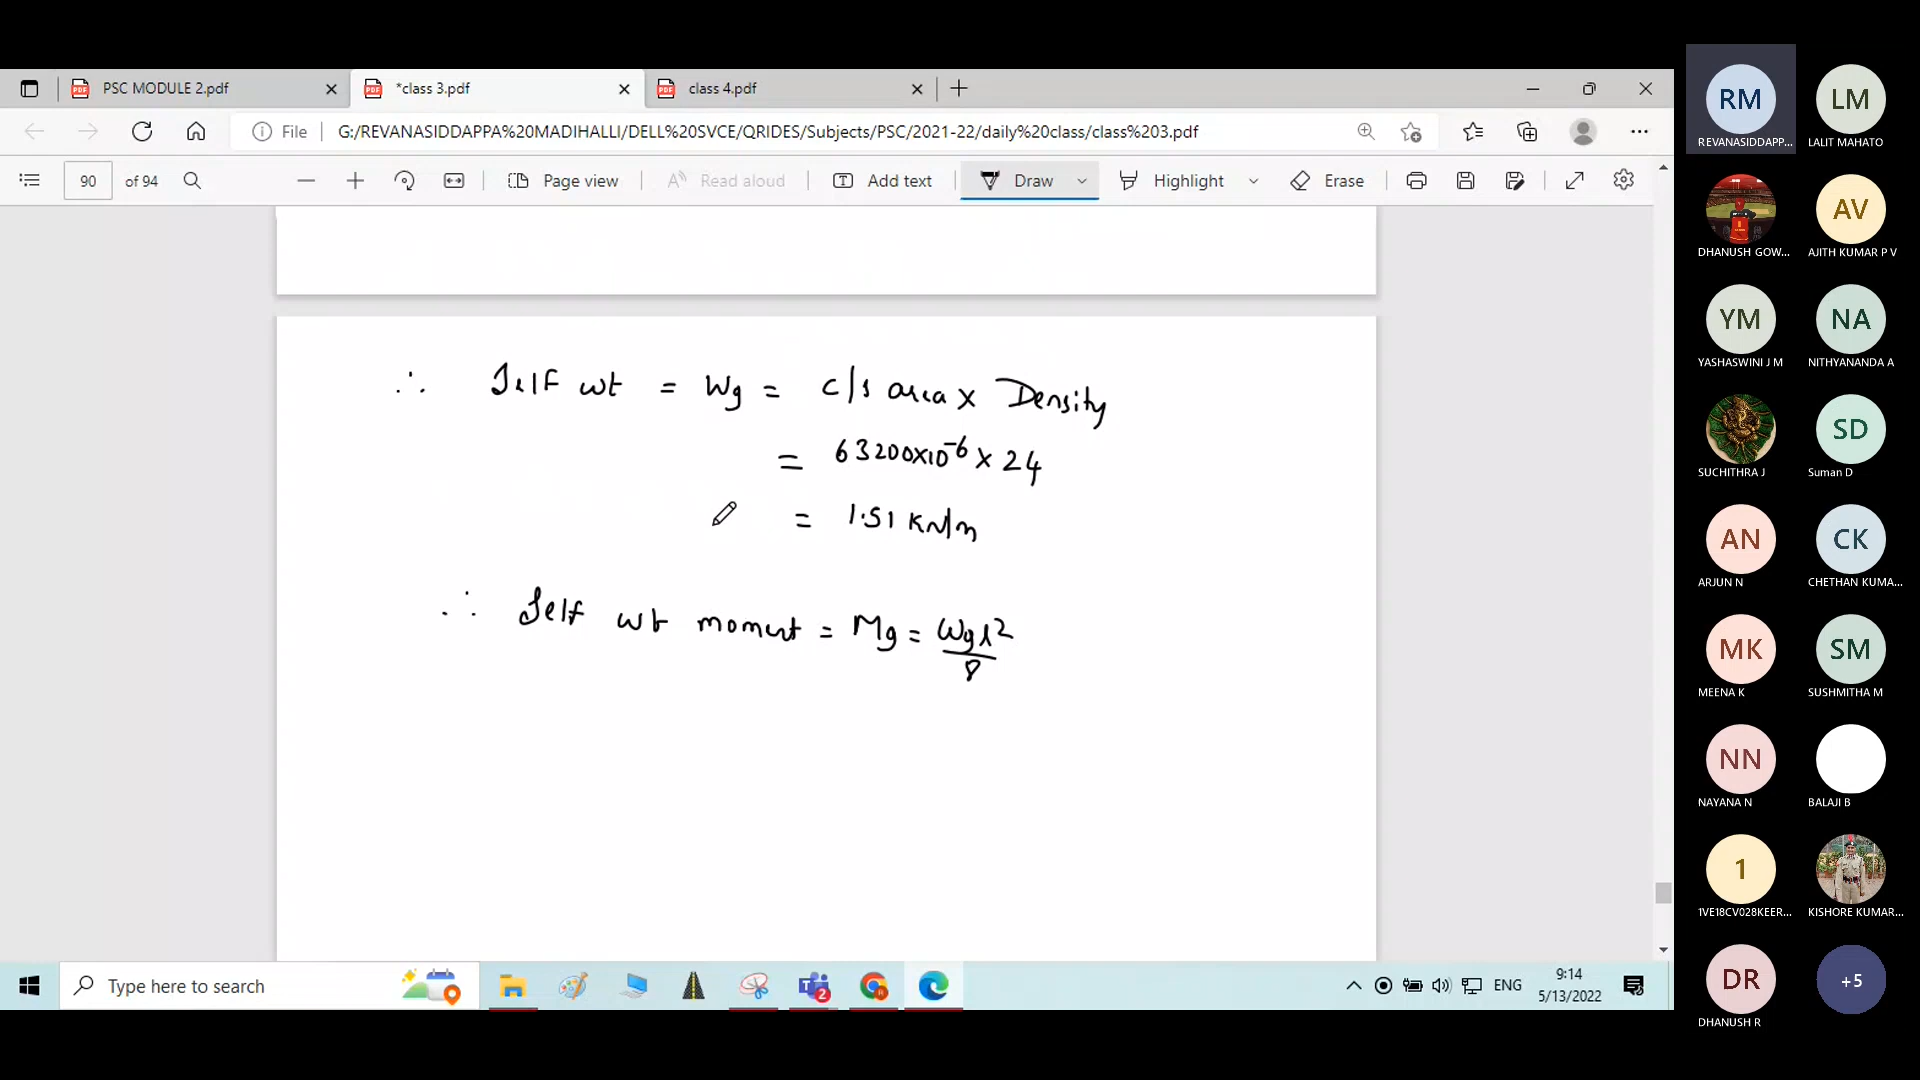 PSC MODULE 2.pdf
*class 3.pdf
class 4.pdf
File
G:/REVANASIDDAPPA%20MADIHALLI/DELL%20SVCE/QRIDES/Subjects/PSC/2021-22/daily%20class/class%203.pdf
90 of 94
Page view
Read aloud
Add text
Draw
Highlight
Erase
∴ Self wt = Wg = c/s area x Density
= 63200x10⁻⁶ x 24
= 1.51 KN/m
∴ Self wt moment = Mg = Wgl²
8
Type here to search
2
ENG
9:14
5/13/2022
RM
REVANASIDDAPP...
LM
LALIT MAHATO
DHANUSH GOW...
AV
AJITH KUMAR P V
YM
YASHASWINI J M
NA
NITHYANANDA A
SUCHITHRA J
SD
Suman D
AN
ARJUN N
CK
CHETHAN KUMA...
MK
MEENA K
SM
SUSHMITHA M
NN
NAYANA N
BALAJI B
1
1VE18CV028KEER...
KISHORE KUMAR...
DR
DHANUSH R
+5